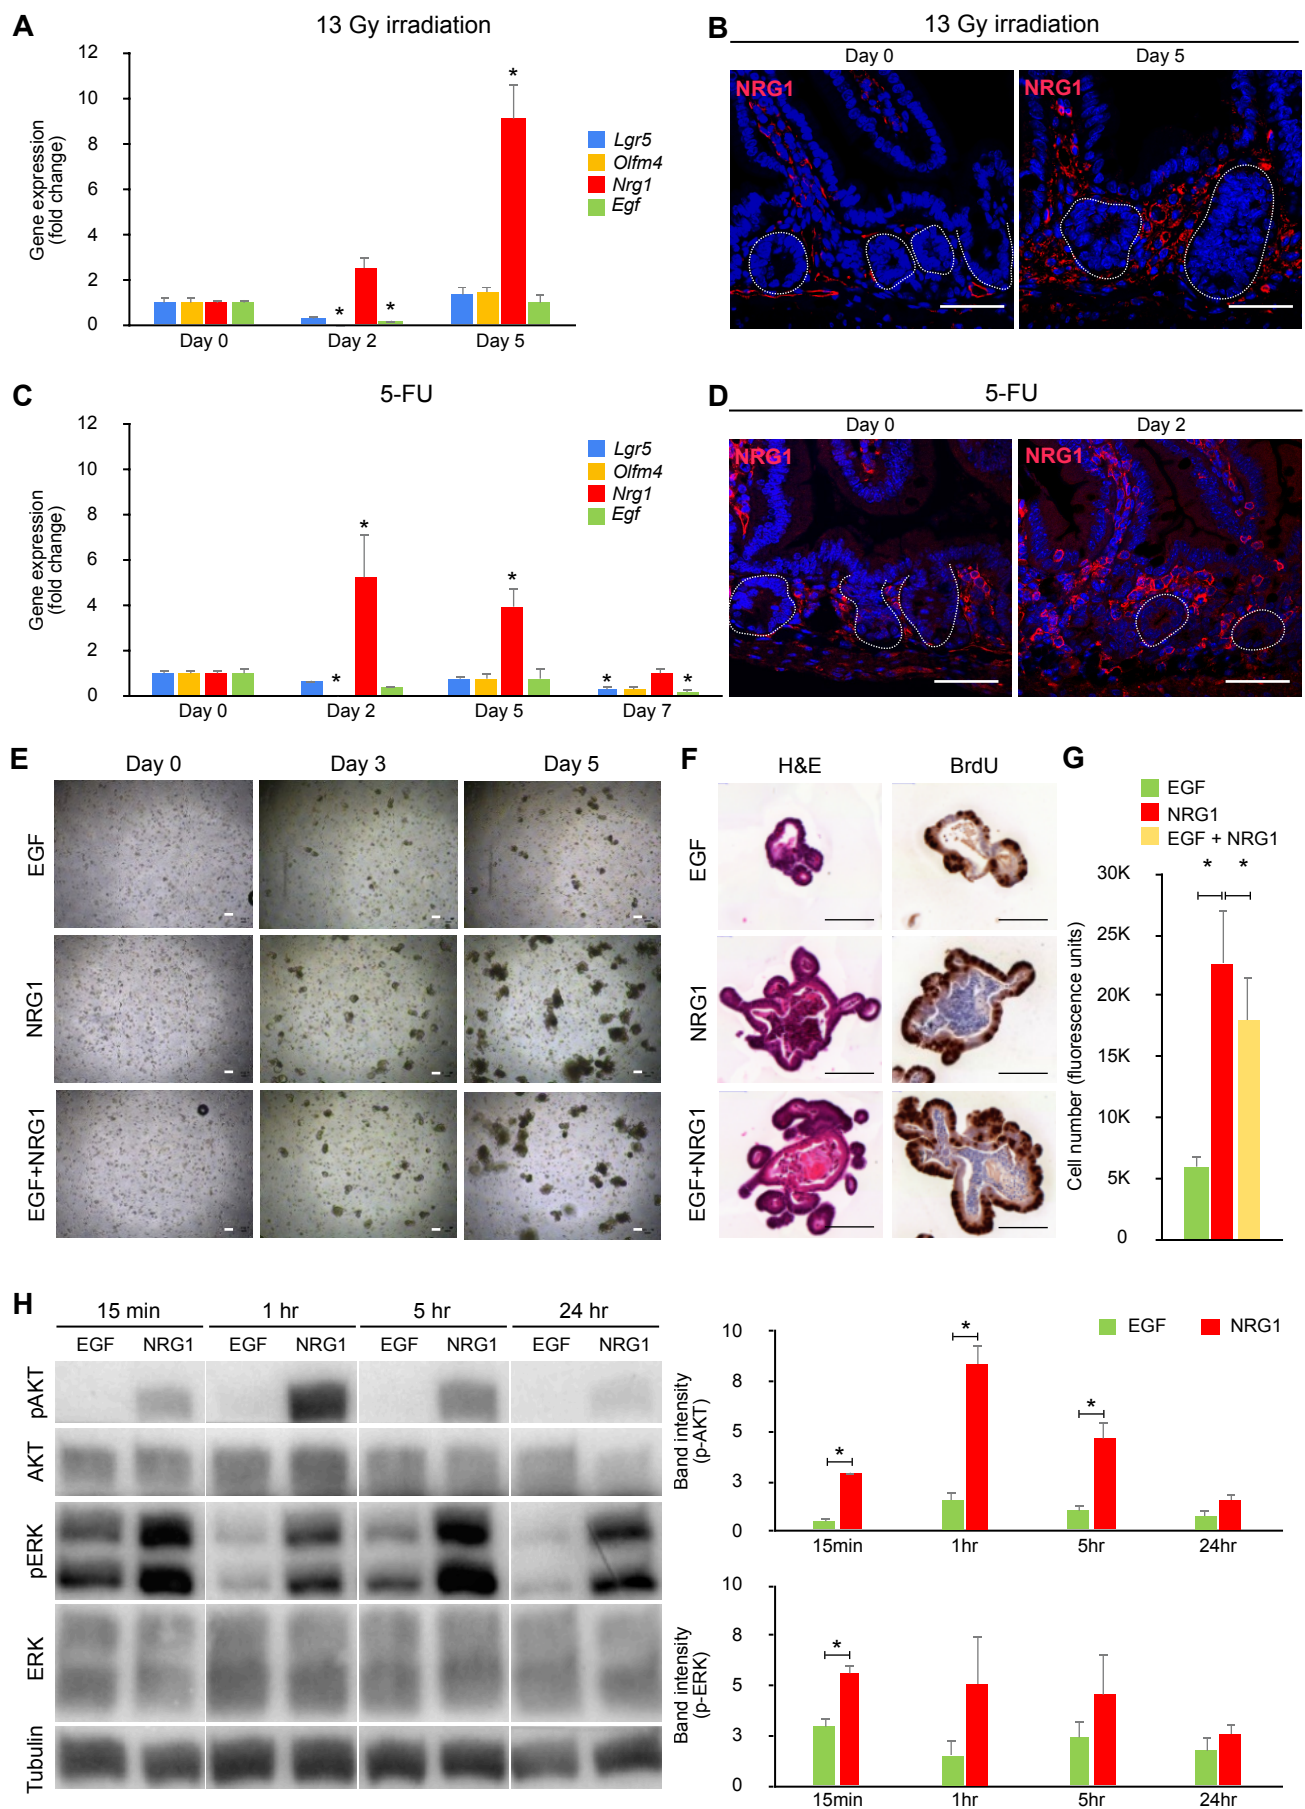 A
13 Gy irradiation
12
10
8
6
4
2
0
Gene expression
(fold change)
*
*
*
Lgr5
Olfm4
Nrg1
Egf
Day 0
Day 2
Day 5
B
13 Gy irradiation
Day 0
Day 5
NRG1
NRG1
C
5-FU
12
10
8
6
4
2
0
Gene expression
(fold change)
*
*
*
*
*
Lgr5
Olfm4
Nrg1
Egf
Day 0
Day 2
Day 5
Day 7
D
5-FU
Day 0
Day 2
NRG1
NRG1
E
Day 0
Day 3
Day 5
EGF
NRG1
EGF+NRG1
F
H&E
BrdU
EGF
NRG1
EGF+NRG1
G
EGF
NRG1
EGF + NRG1
*
*
30K
25K
20K
15K
10K
5K
0
Cell number (fluorescence units)
H
15 min
1 hr
5 hr
24 hr
EGF
NRG1
EGF
NRG1
EGF
NRG1
EGF
NRG1
pAKT
AKT
pERK
ERK
Tubulin
EGF
NRG1
10
8
5
3
0
Band intensity
(p-AKT)
*
*
*
15min
1hr
5hr
24hr
10
8
5
3
0
Band intensity
(p-ERK)
*
15min
1hr
5hr
24hr